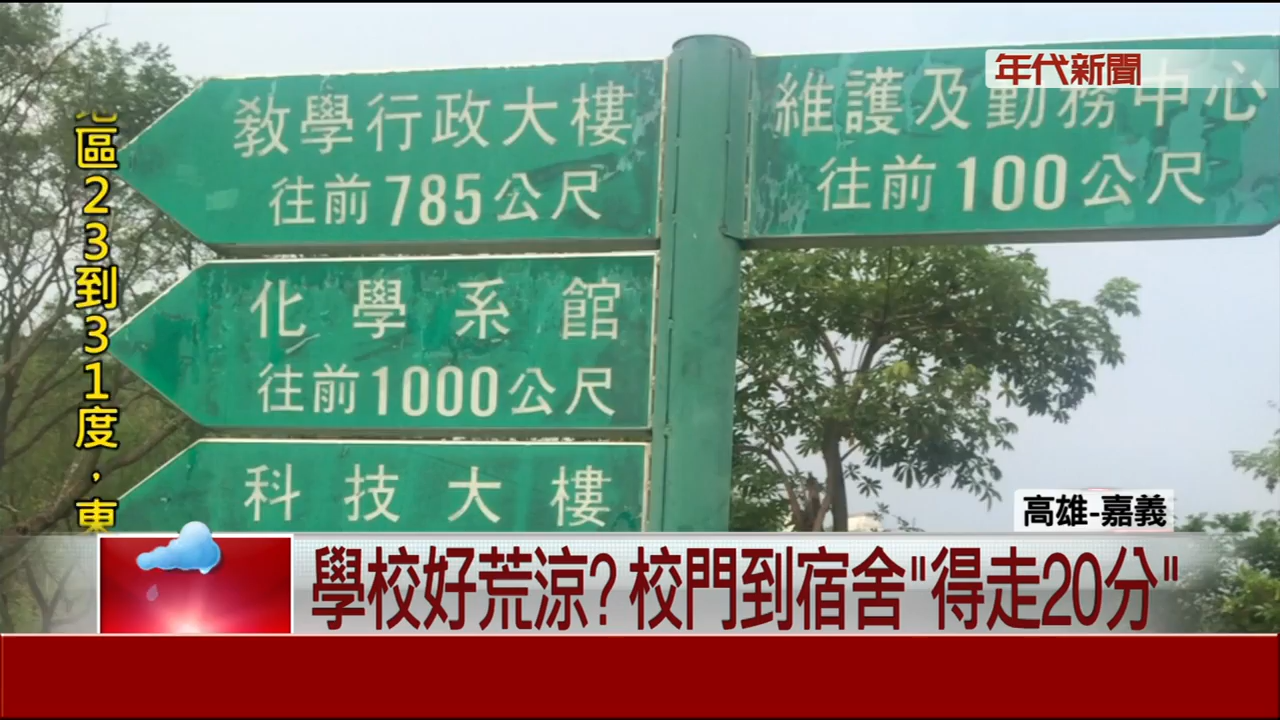 年代新聞
區23到31度,東
教學行政大樓
往前785公尺
維護及勤務中心
往前100公尺
化學系館
往前1000公尺
科技大樓
高雄-嘉義
學校好荒涼?校門到宿舍"得走20分"